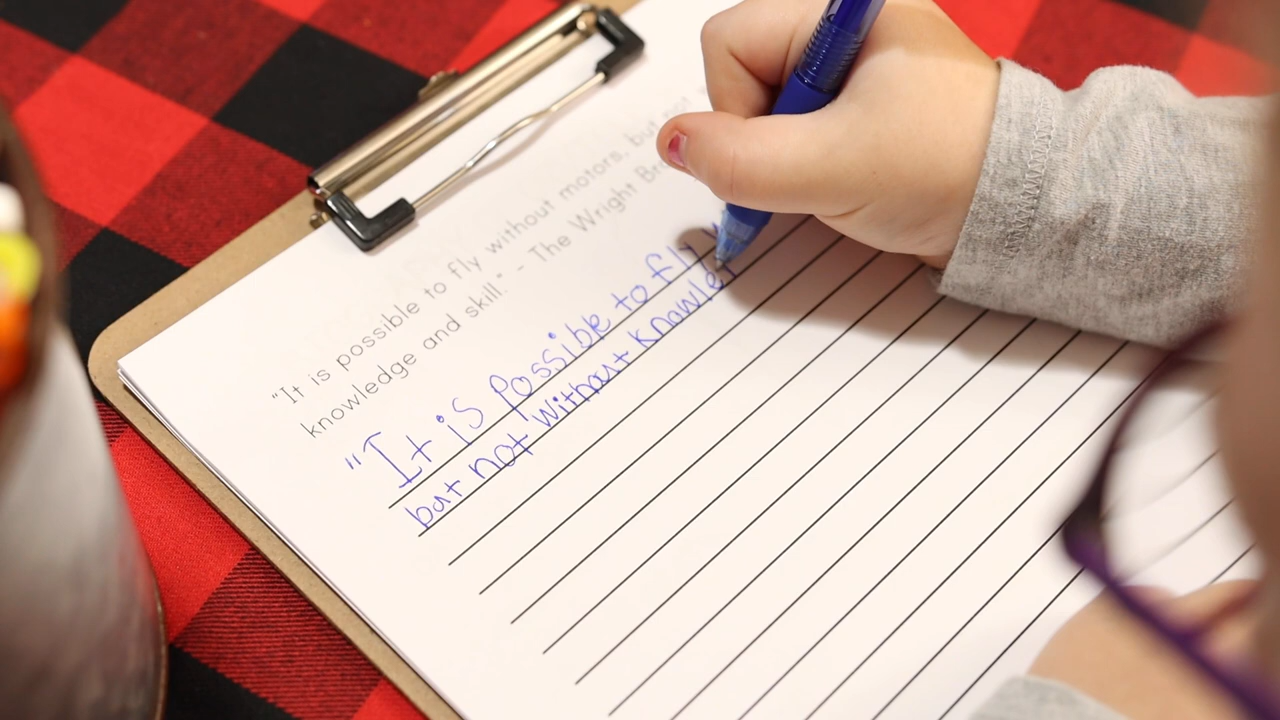 "It is possible to fly without motors, but not
knowledge and skill." - The Wright Bro
"It is possible to fly w
but not without knowle